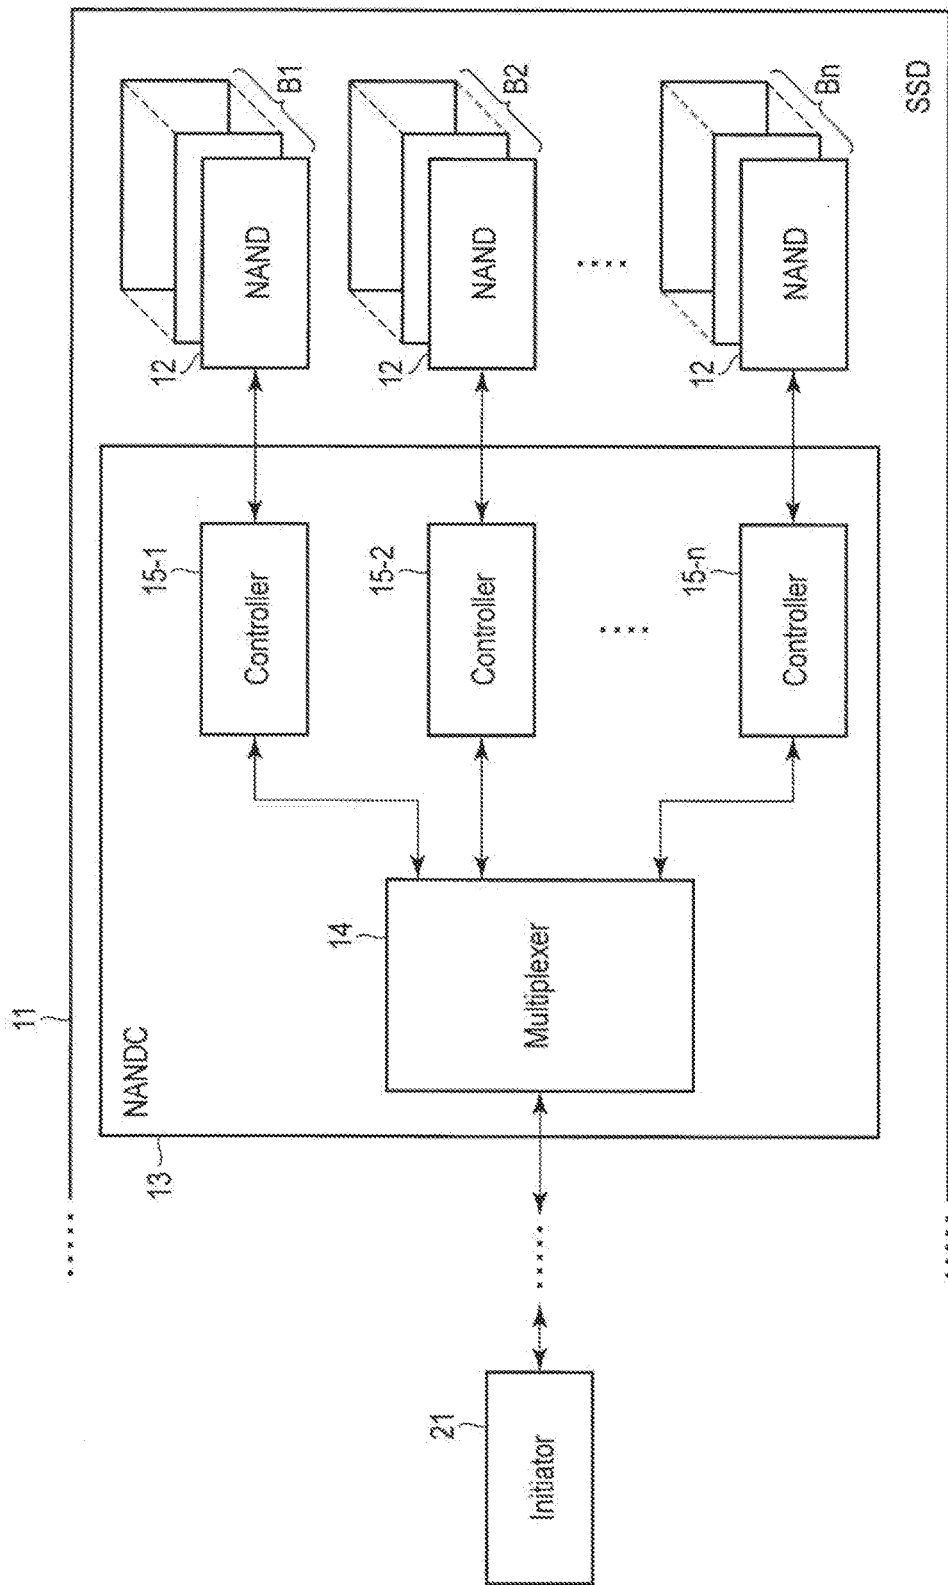 11
SSD
13
NANDC
21
Initiator
14
Multiplexer
15-1
Controller
12
NAND
B1
15-2
Controller
12
NAND
B2
15-n
Controller
12
NAND
Bn